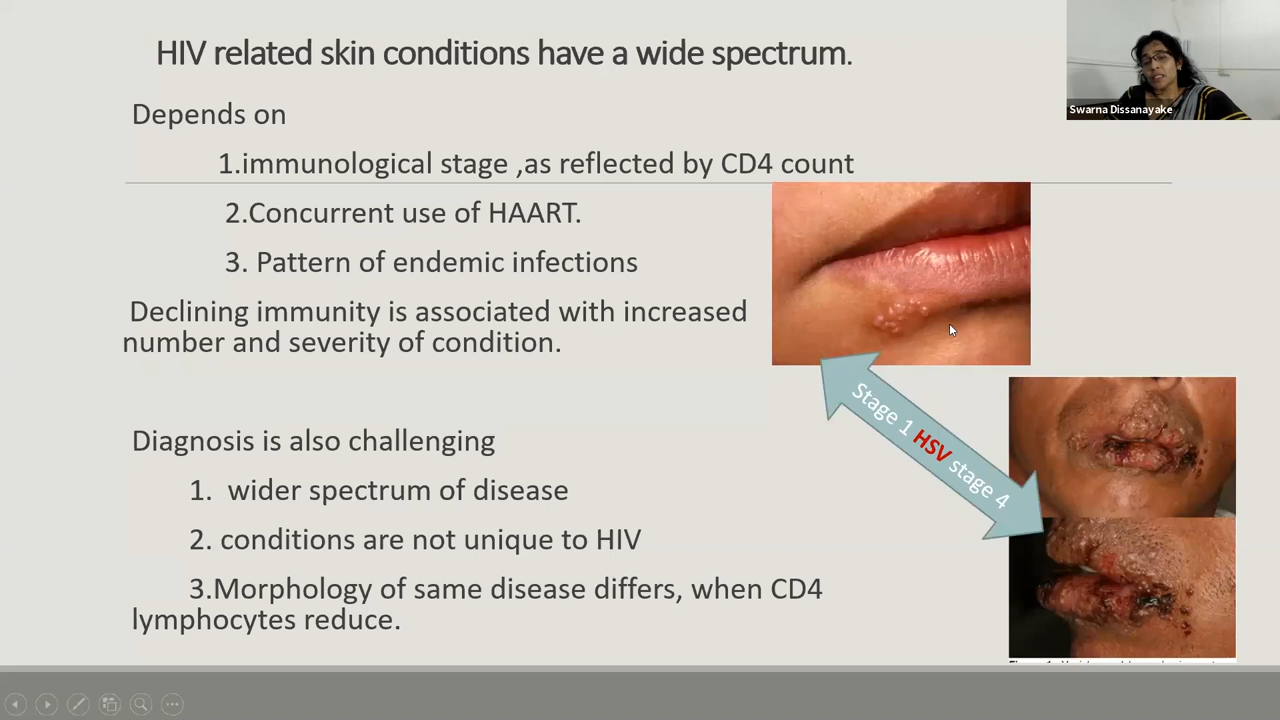 HIV related skin conditions have a wide spectrum.
Swarna Dissanayake
Depends on
1.immunological stage ,as reflected by CD4 count
2.Concurrent use of HAART.
3. Pattern of endemic infections
Declining immunity is associated with increased
number and severity of condition.
Stage 1 HSV stage 4
Diagnosis is also challenging
1. wider spectrum of disease
2. conditions are not unique to HIV
3.Morphology of same disease differs, when CD4
lymphocytes reduce.